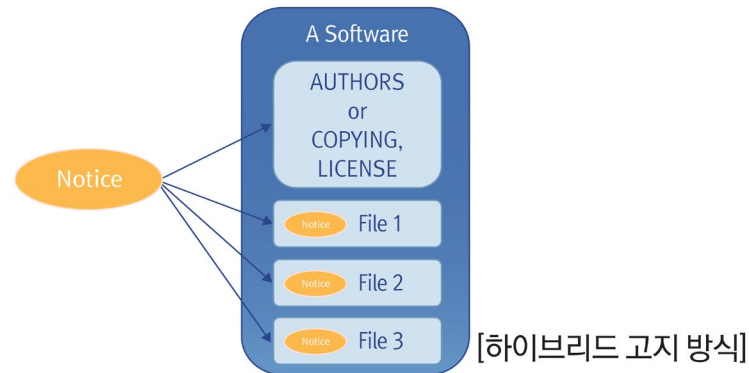 A Software
AUTHORS
or
COPYING,
LICENSE
Notice
Notice File 1
Notice File 2
Notice File 3
[하이브리드 고지 방식]